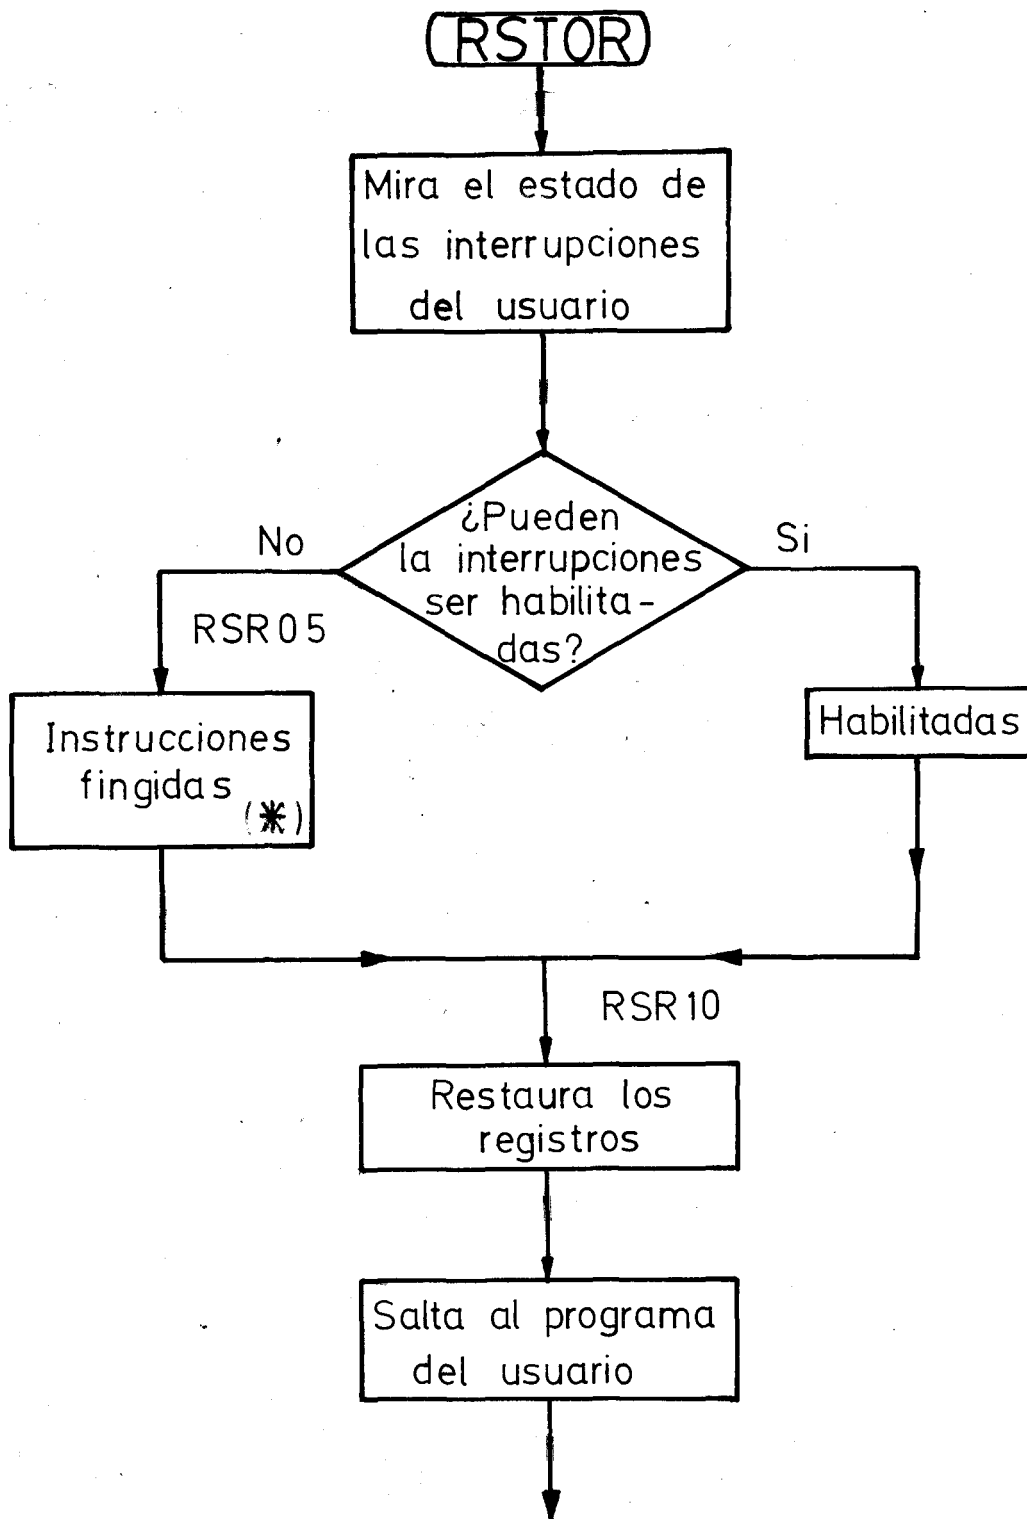 RSTOR
Mira el estado de
las interrupciones
del usuario
¿Pueden
la interrupciones
ser habilita-
das?
No
Si
RSR05
Instrucciones
fingidas
(*)
Habilitadas
RSR10
Restaura los
registros
Salta al programa
del usuario